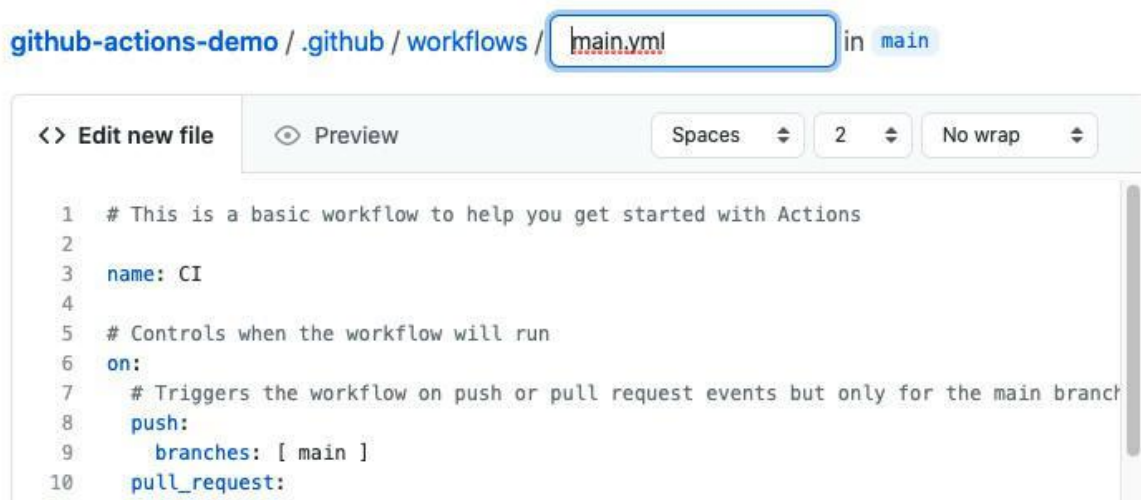 github-actions-demo / .github / workflows / main.yml in main
<> Edit new file Preview Spaces 2 No wrap
1 # This is a basic workflow to help you get started with Actions
2
3 name: CI
4
5 # Controls when the workflow will run
6 on:
7 # Triggers the workflow on push or pull request events but only for the main branch
8 push:
9 branches: [ main ]
10 pull_request: